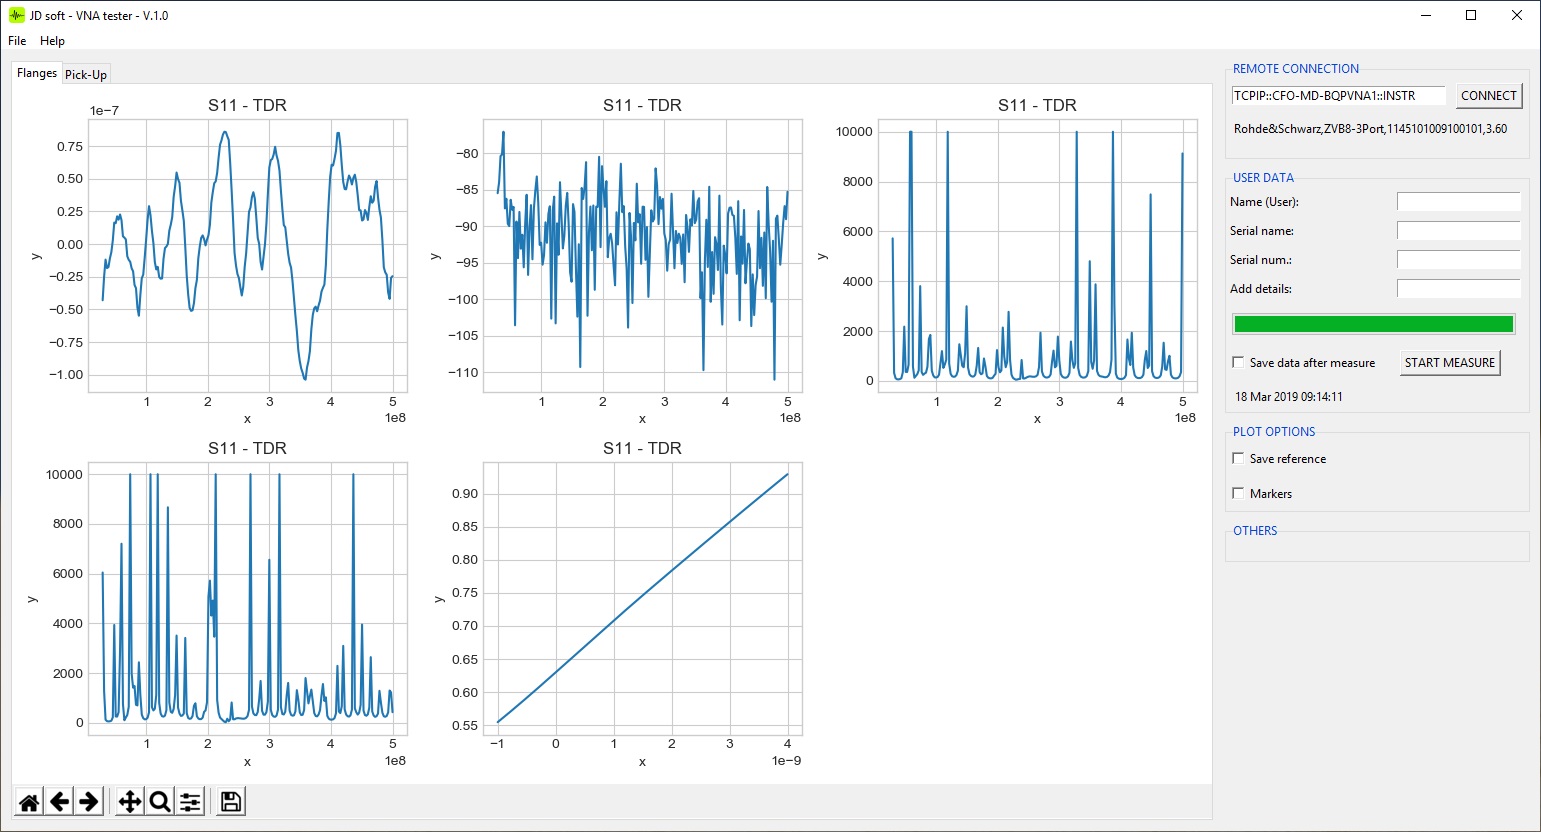 JD soft - VNA tester - V.1.0
File Help
Flanges Pick-Up
S11 - TDR
1e−7
0.75
0.50
0.25
0.00
−0.25
−0.50
−0.75
−1.00
y
1 2 3 4 5
1e8
x
S11 - TDR
−80
−85
−90
−95
−100
−105
−110
y
1 2 3 4 5
1e8
x
S11 - TDR
10000
8000
6000
4000
2000
0
y
1 2 3 4 5
1e8
x
S11 - TDR
10000
8000
6000
4000
2000
0
y
1 2 3 4 5
1e8
x
S11 - TDR
0.90
0.85
0.80
0.75
0.70
0.65
0.60
0.55
y
−1 0 1 2 3 4
1e−9
x
REMOTE CONNECTION
TCPIP::CFO-MD-BQPVNA1::INSTR CONNECT
Rohde&Schwarz,ZVB8-3Port,1145101009100101,3.60
USER DATA
Name (User):
Serial name:
Serial num.:
Add details:
Save data after measure START MEASURE
18 Mar 2019 09:14:11
PLOT OPTIONS
Save reference
Markers
OTHERS